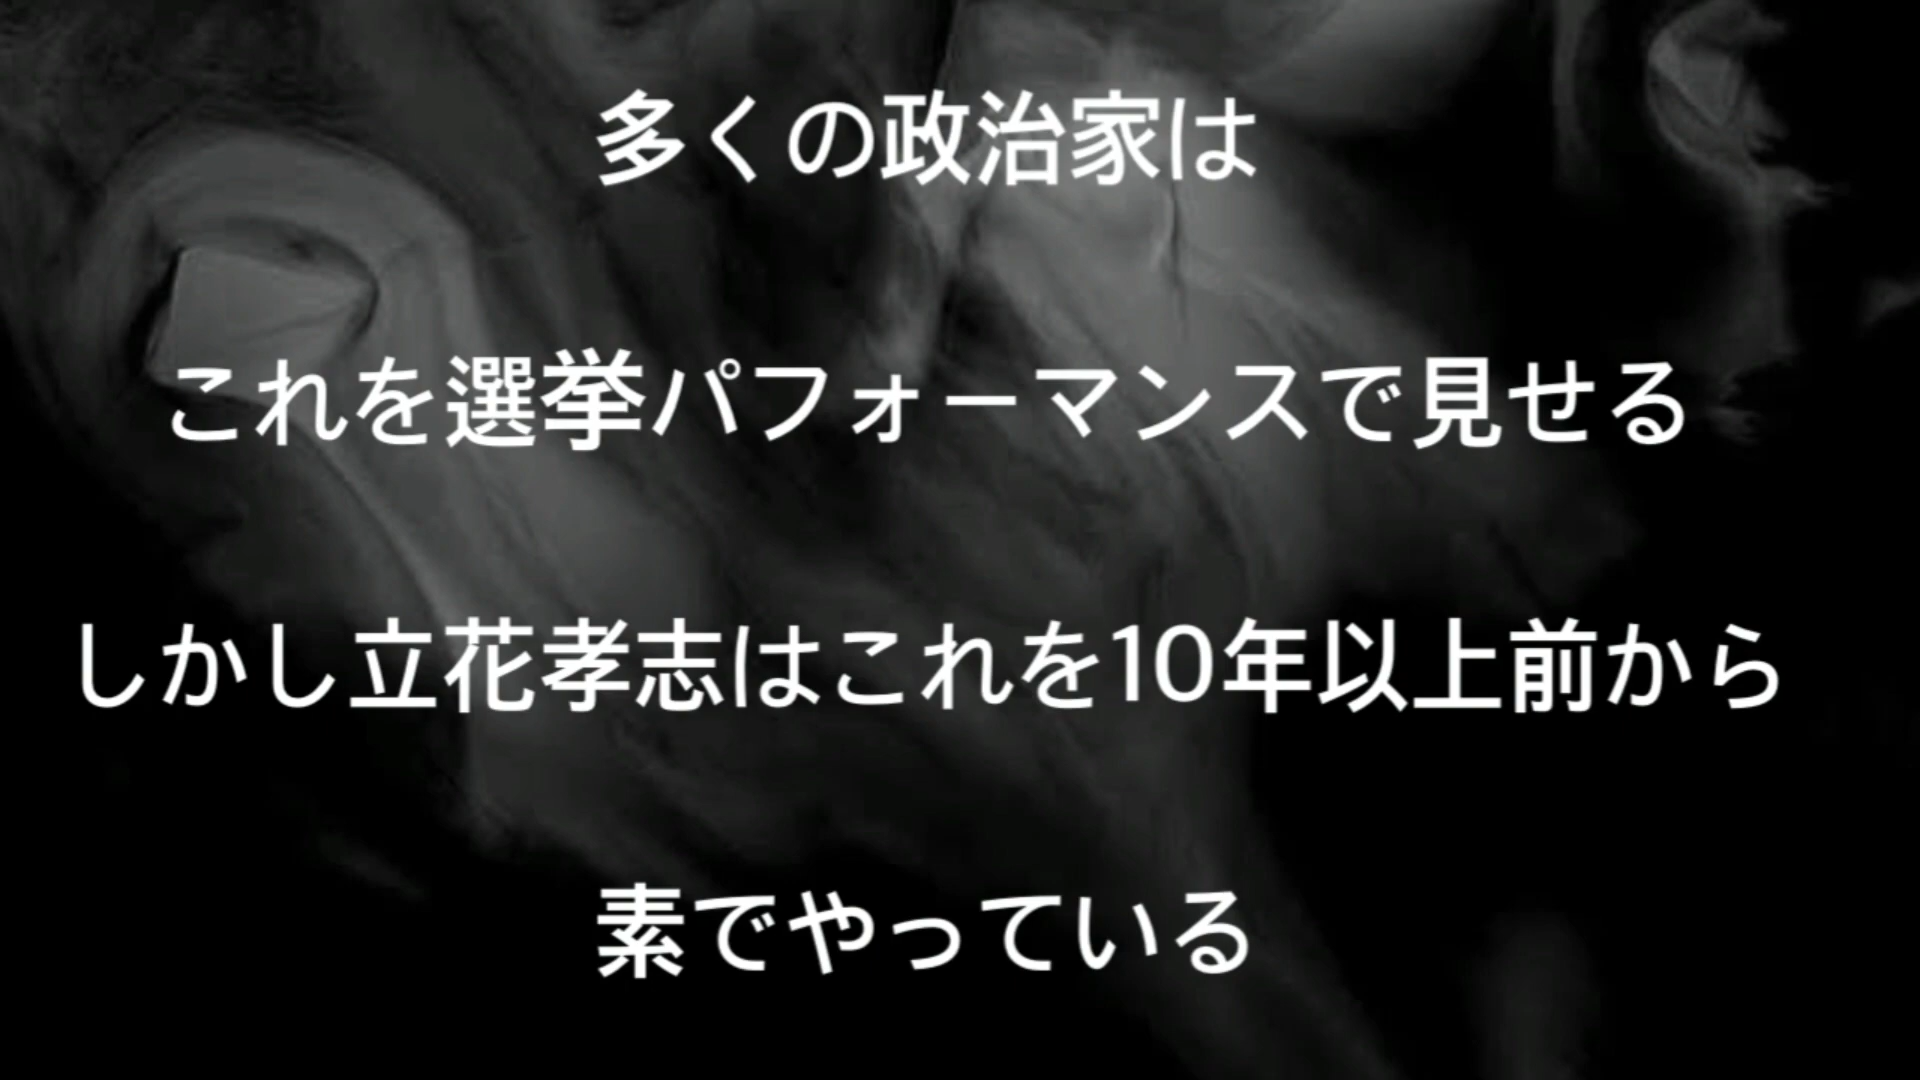 多くの政治家は
これを選挙パフォーマンスで見せる
しかし立花孝志はこれを10年以上前から
素でやっている